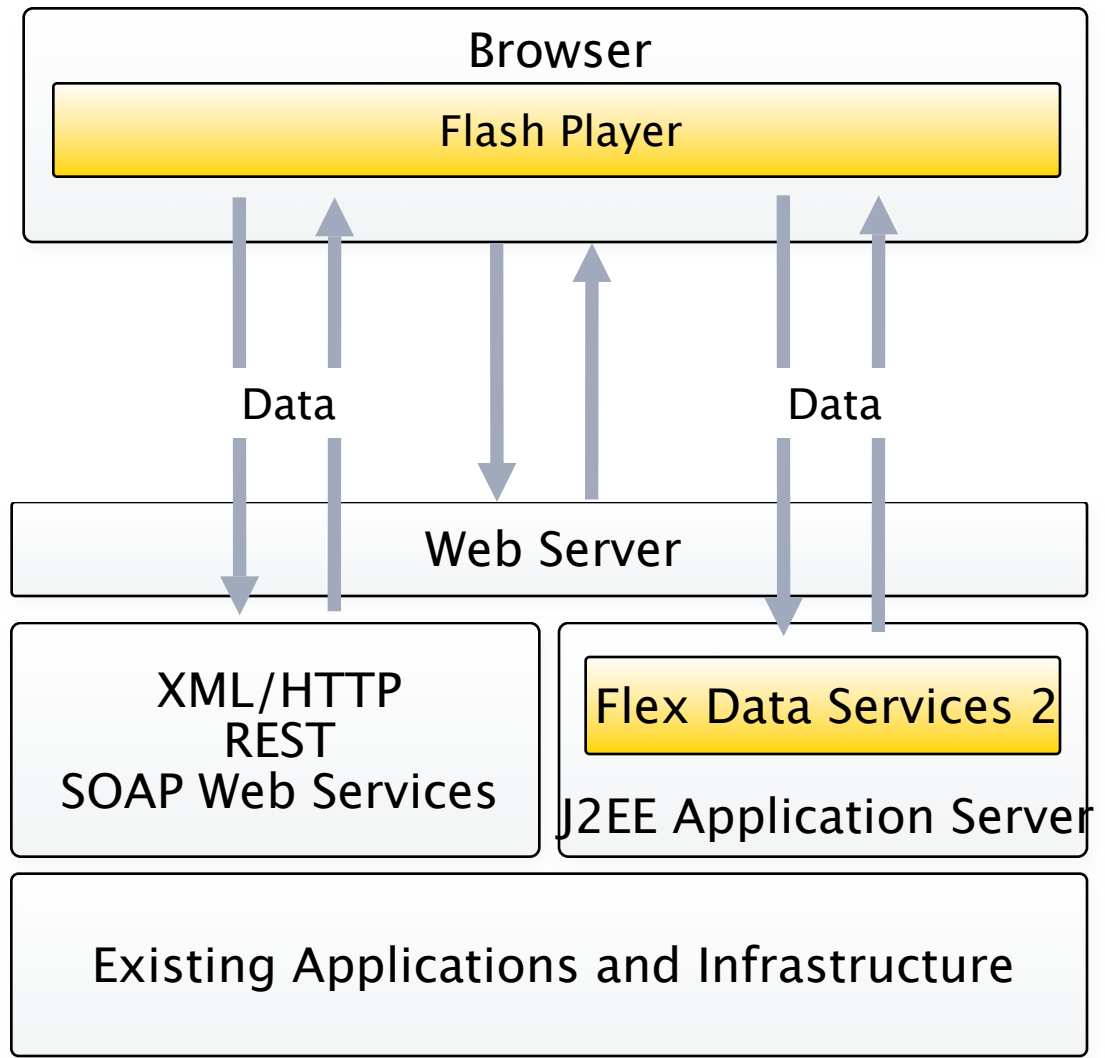 Browser
Flash Player
Data
Data
Web Server
XML/HTTP
REST
SOAP Web Services
Flex Data Services 2
J2EE Application Server
Existing Applications and Infrastructure